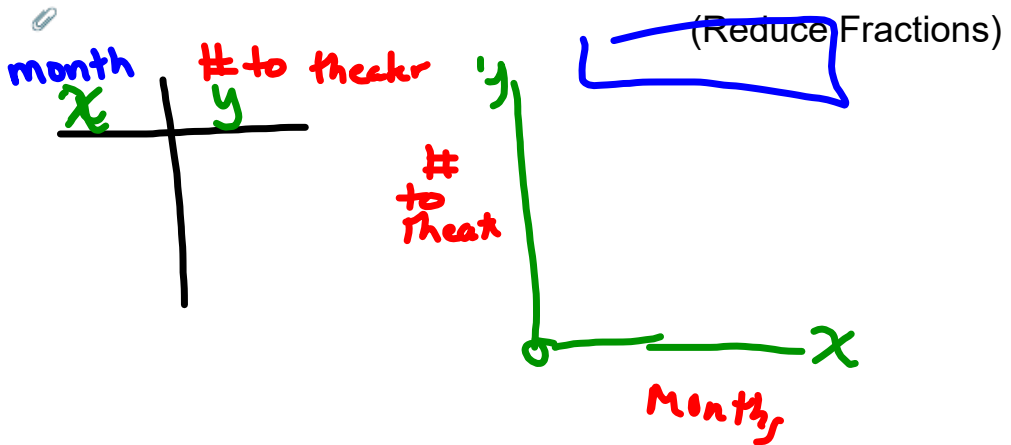 (Reduce Fractions)
month # to theater
x y
y
#
to
Theat
x
Months